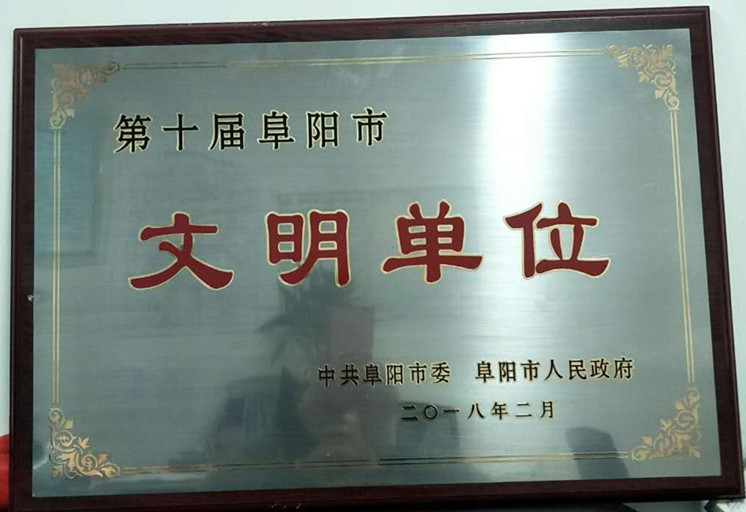 第十届阜阳市
文明单位
中共阜阳市委 阜阳市人民政府
二〇一八年二月